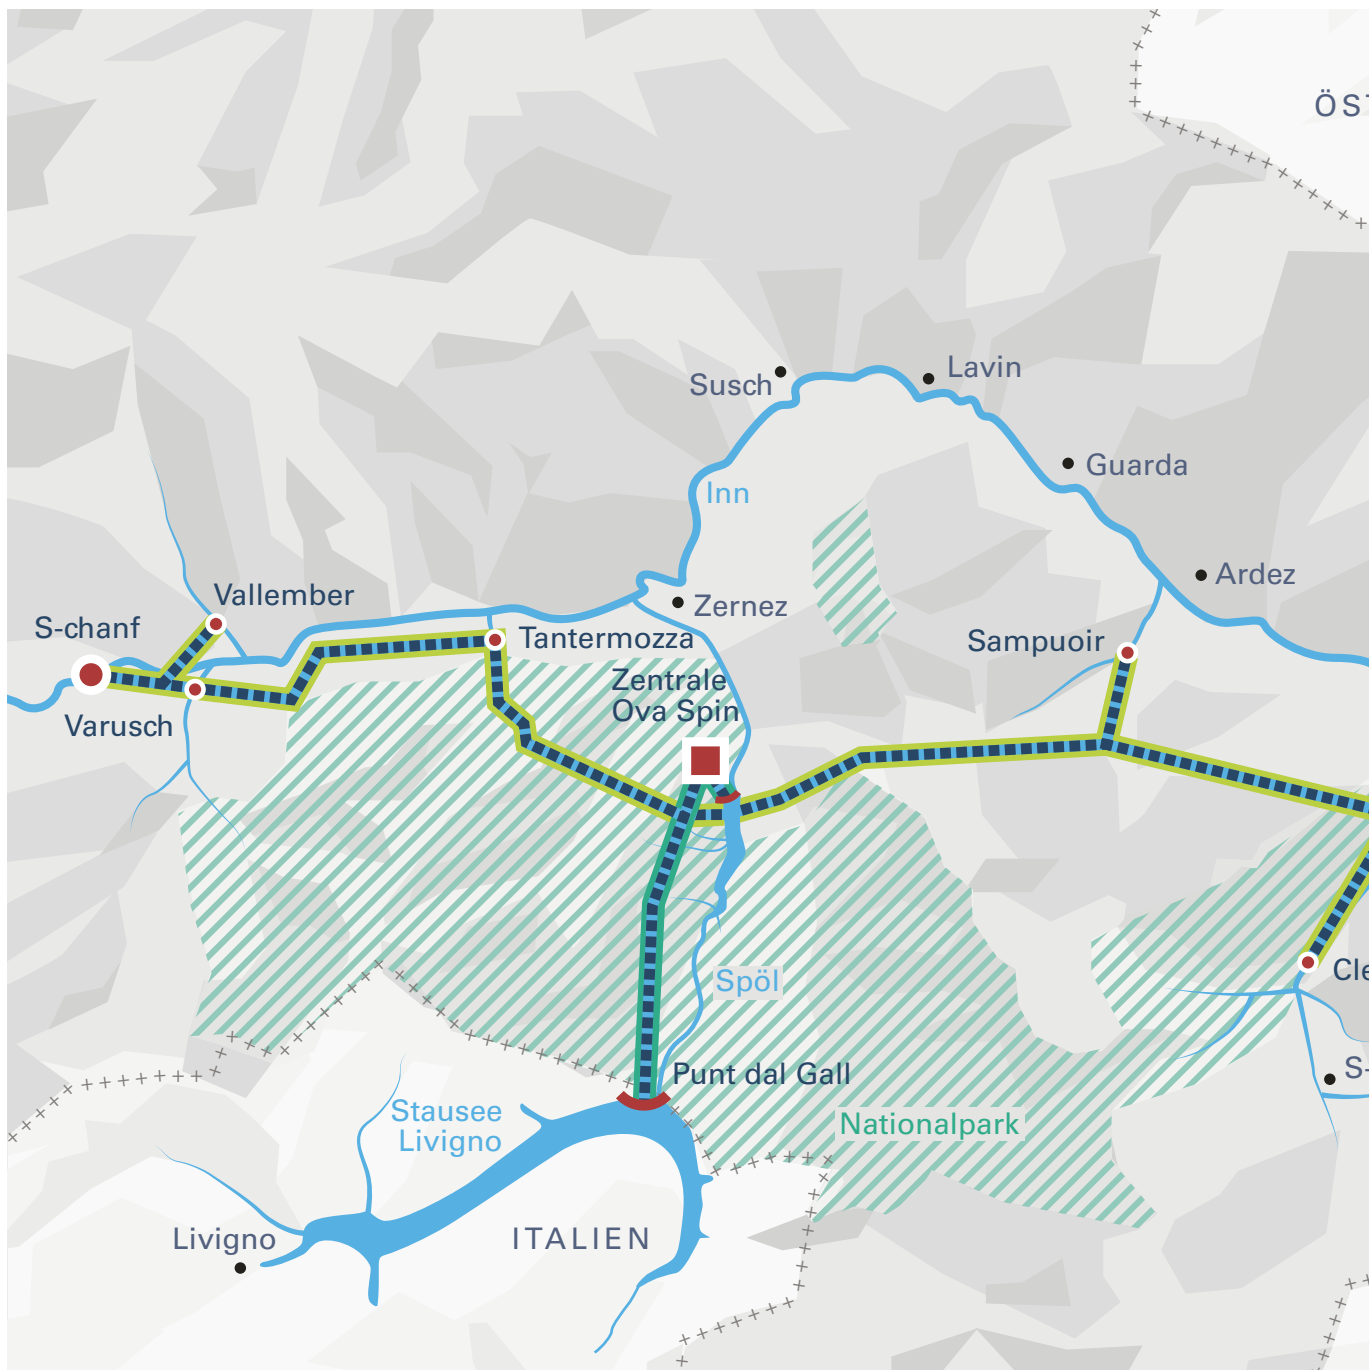 ÖST
Lavin
Susch
Guarda
Inn
Ardez
Vallember
Zernez
S-chanf
Tantermozza
Sampuoir
Zentrale
Ova Spin
Varusch
Cle
Spöl
S-
Punt dal Gall
Stausee
Livigno
Nationalpark
Livigno
ITALIEN